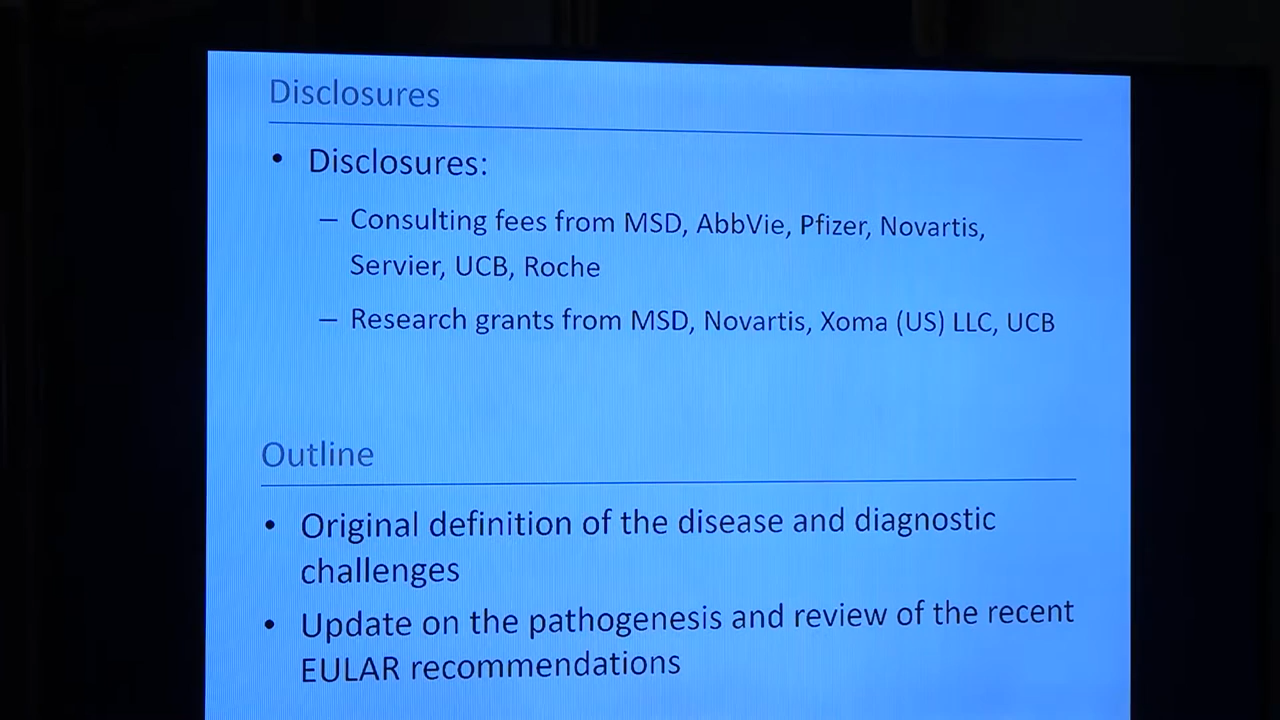 Disclosures
• Disclosures:
– Consulting fees from MSD, AbbVie, Pfizer, Novartis,
Servier, UCB, Roche
– Research grants from MSD, Novartis, Xoma (US) LLC, UCB
Outline
• Original definition of the disease and diagnostic
challenges
• Update on the pathogenesis and review of the recent
EULAR recommendations